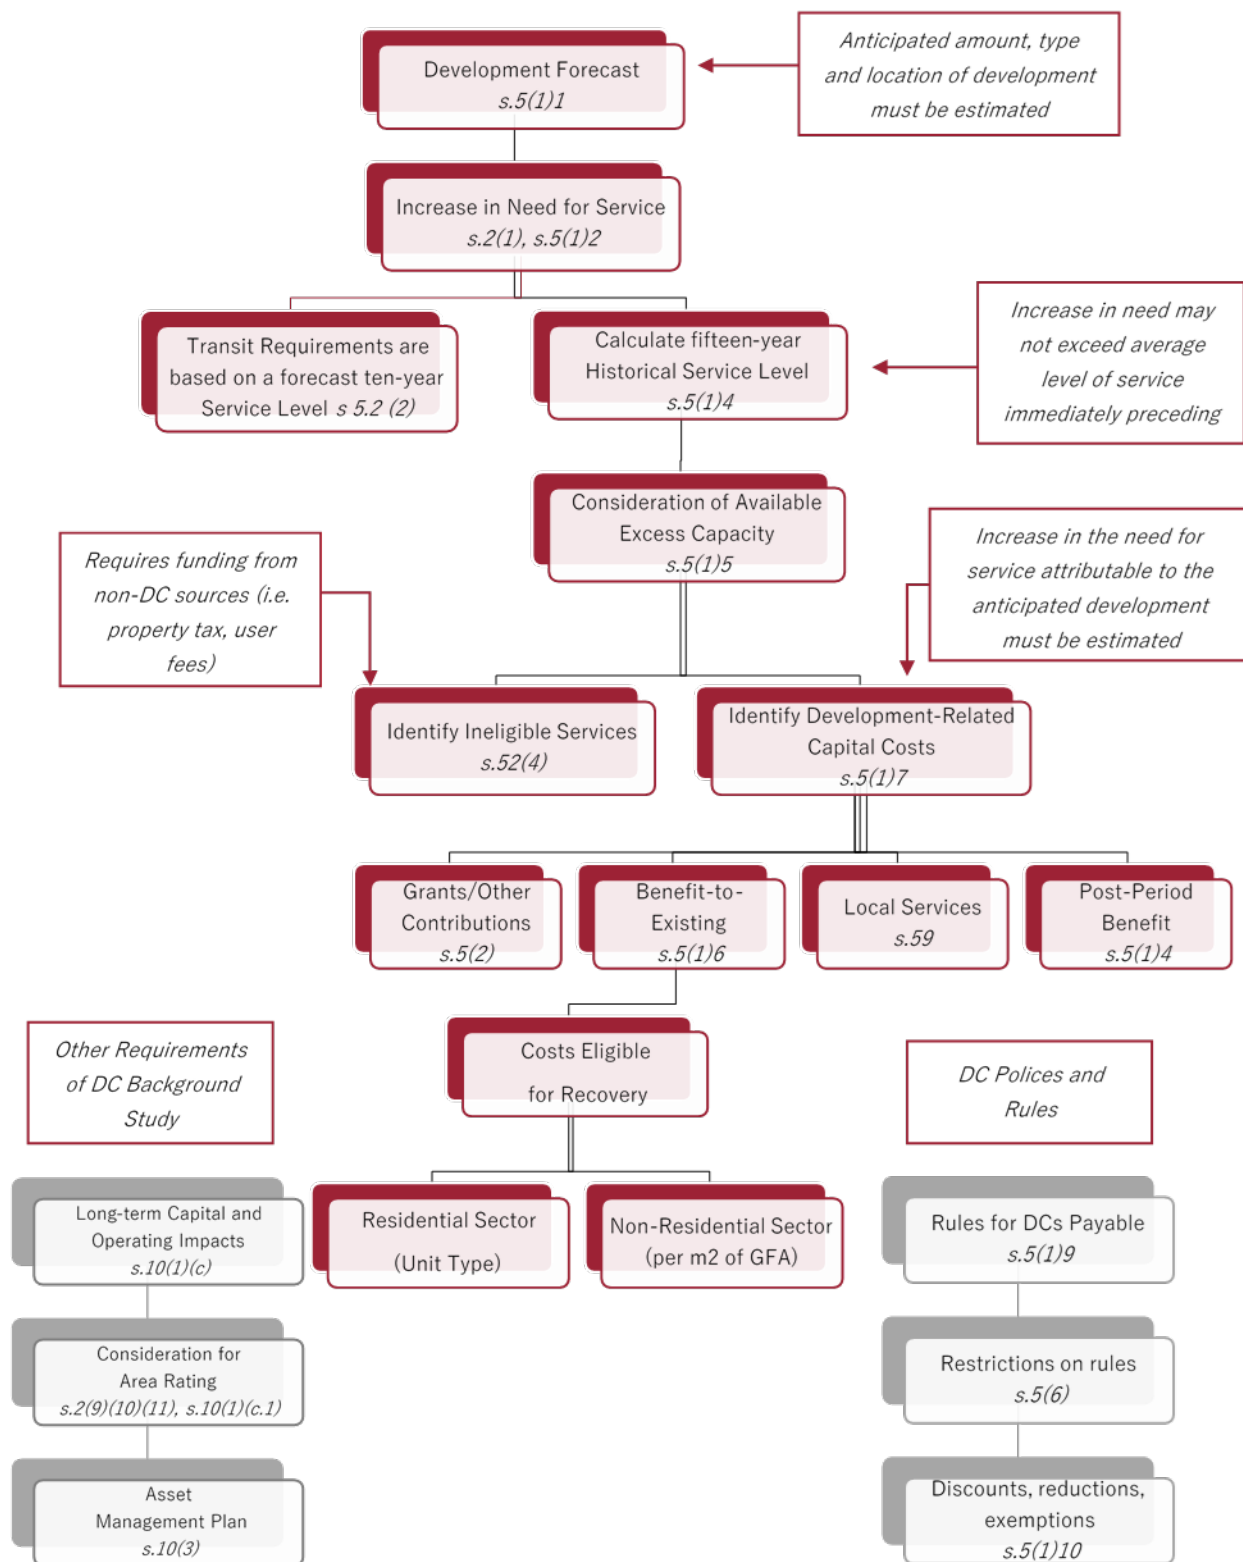 Development Forecast
s.5(1)1
Anticipated amount, type
and location of development
must be estimated
Increase in Need for Service
s.2(1), s.5(1)2
Transit Requirements are
based on a forecast ten-year
Service Level s 5.2 (2)
Calculate fifteen-year
Historical Service Level
s.5(1)4
Increase in need may
not exceed average
level of service
immediately preceding
Consideration of Available
Excess Capacity
s.5(1)5
Requires funding from
non-DC sources (i.e.
property tax, user
fees)
Increase in the need for
service attributable to the
anticipated development
must be estimated
Identify Ineligible Services
s.52(4)
Identify Development-Related
Capital Costs
s.5(1)7
Grants/Other
Contributions
s.5(2)
Benefit-to-
Existing
s.5(1)6
Local Services
s.59
Post-Period
Benefit
s.5(1)4
Costs Eligible
for Recovery
Residential Sector
(Unit Type)
Non-Residential Sector
(per m2 of GFA)
Other Requirements
of DC Background
Study
Long-term Capital and
Operating Impacts
s.10(1)(c)
Consideration for
Area Rating
s.2(9)(10)(11), s.10(1)(c.1)
Asset
Management Plan
s.10(3)
DC Polices and
Rules
Rules for DCs Payable
s.5(1)9
Restrictions on rules
s.5(6)
Discounts, reductions,
exemptions
s.5(1)10